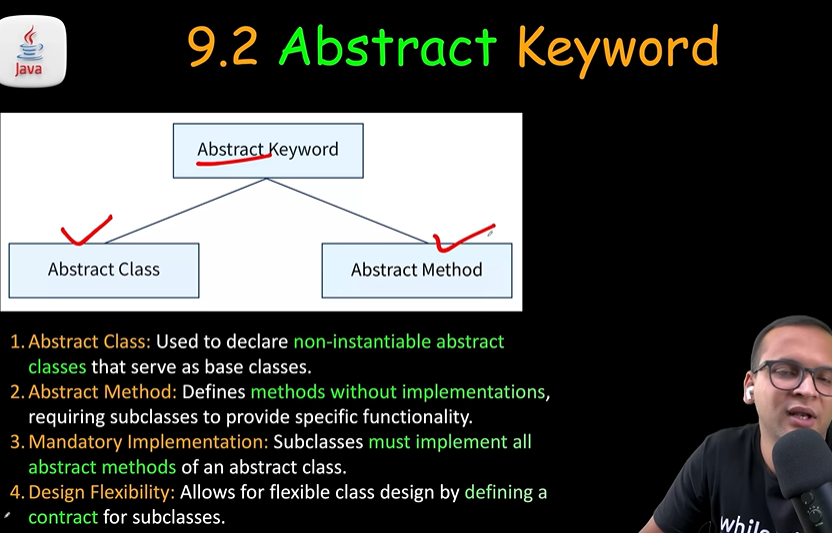 Java
9.2 Abstract Keyword
Abstract Keyword
Abstract Class
Abstract Method
1. Abstract Class: Used to declare non-instantiable abstract
classes that serve as base classes.
2. Abstract Method: Defines methods without implementations,
requiring subclasses to provide specific functionality.
3. Mandatory Implementation: Subclasses must implement all
abstract methods of an abstract class.
4. Design Flexibility: Allows for flexible class design by defining a
contract for subclasses.
while